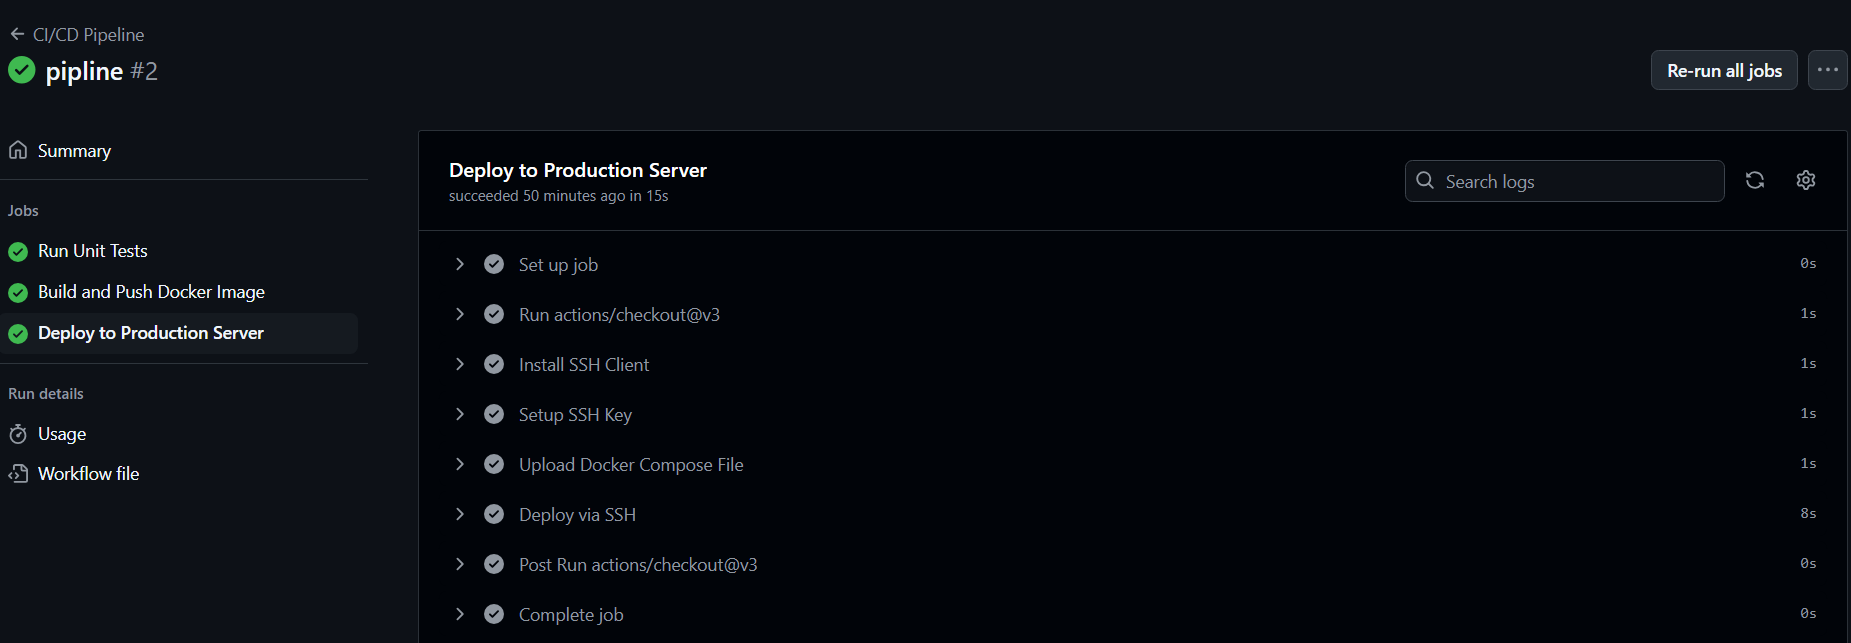 CI/CD Pipeline
pipline #2
Re-run all jobs
Summary
Jobs
Run Unit Tests
Build and Push Docker Image
Deploy to Production Server
Run details
Usage
Workflow file
Deploy to Production Server
succeeded 50 minutes ago in 15s
Search logs
Set up job 0s
Run actions/checkout@v3 1s
Install SSH Client 1s
Setup SSH Key 1s
Upload Docker Compose File 1s
Deploy via SSH 8s
Post Run actions/checkout@v3 0s
Complete job 0s